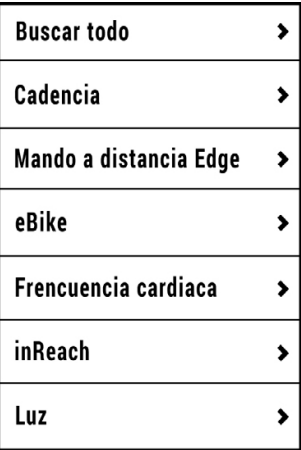 Buscar todo
Cadencia
Mando a distancia Edge
eBike
Frencuencia cardiaca
inReach
Luz